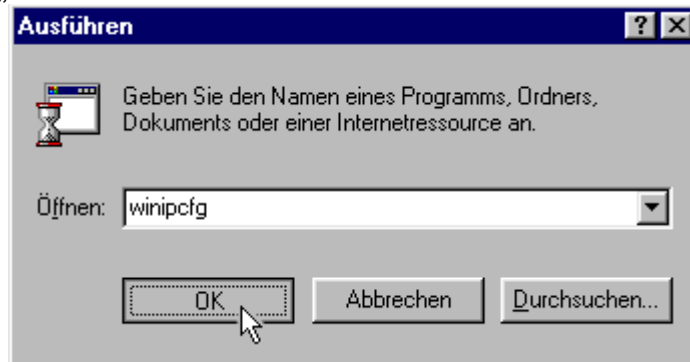 Ausführen
Geben Sie den Namen eines Programms, Ordners,
Dokuments oder einer Internetressource an.
Öffnen: winipcfg
OK Abbrechen Durchsuchen...